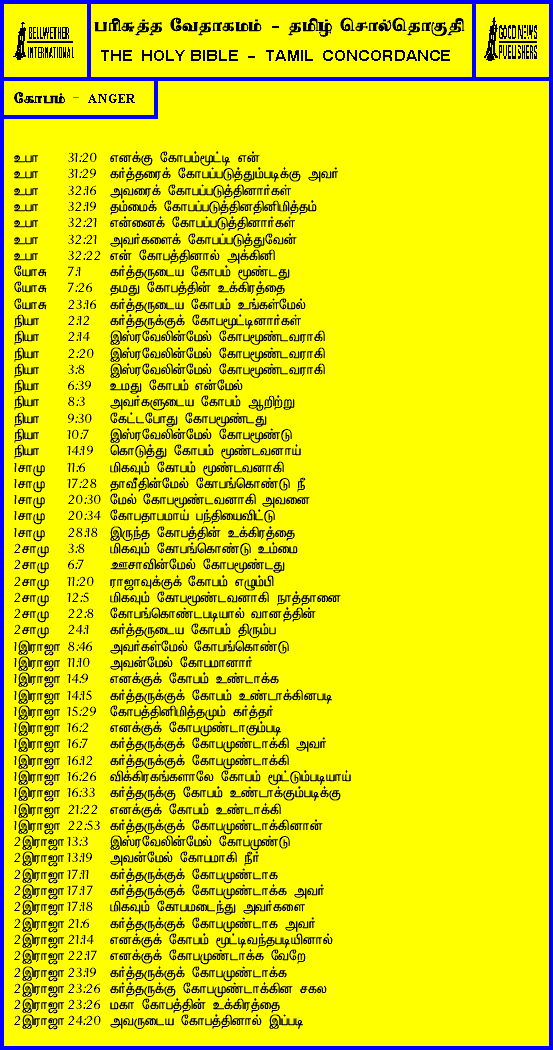 BELLWETHER
INTERNATIONAL
பரிசுத்த வேதாகமம் - தமிழ் சொல்தொகுதி
THE HOLY BIBLE - TAMIL CONCORDANCE
GOOD NEWS
PUBLISHERS
கோபம் - ANGER
உபா 31:20 எனக்கு கோபம்மூட்டி என்
உபா 31:29 கர்த்தரைக் கோபப்படுத்தும்படிக்கு அவர்
உபா 32:16 அவரைக் கோபப்படுத்தினார்கள்
உபா 32:19 தம்மைக் கோபப்படுத்தினதினிமித்தம்
உபா 32:21 என்னைக் கோபப்படுத்தினார்கள்
உபா 32:21 அவர்களைக் கோபப்படுத்துவேன்
உபா 32:22 என் கோபத்தினால் அக்கினி
யோசு 7:1 கர்த்தருடைய கோபம் மூண்டது
யோசு 7:26 தமது கோபத்தின் உக்கிரத்தை
யோசு 23:16 கர்த்தருடைய கோபம் உங்கள்மேல்
நியா 2:12 கர்த்தருக்குக் கோபமூட்டினார்கள்
நியா 2:14 இஸ்ரவேலின்மேல் கோபமூண்டவராகி
நியா 2:20 இஸ்ரவேலின்மேல் கோபமூண்டவராகி
நியா 3:8 இஸ்ரவேலின்மேல் கோபமூண்டவராகி
நியா 6:39 உமது கோபம் என்மேல்
நியா 8:3 அவர்களுடைய கோபம் ஆறிற்று
நியா 9:30 கேட்டபோது கோபமூண்டது
நியா 10:7 இஸ்ரவேலின்மேல் கோபமூண்டு
நியா 14:19 கொடுத்து கோபம் மூண்டவனாய்
1சாமு 11:6 மிகவும் கோபம் மூண்டவனாகி
1சாமு 17:28 தாவீதின்மேல் கோபங்கொண்டு நீ
1சாமு 20:30 மேல் கோபமூண்டவனாகி அவனை
1சாமு 20:34 கோபதாபமாய் பந்தியைவிட்டு
1சாமு 28:18 இருந்த கோபத்தின் உக்கிரத்தை
2சாமு 3:8 மிகவும் கோபங்கொண்டு உம்மை
2சாமு 6:7 ஊசாவின்மேல் கோபமூண்டது
2சாமு 11:20 ராஜாவுக்குக் கோபம் எழும்பி
2சாமு 12:5 மிகவும் கோபமூண்டவனாகி நாத்தானை
2சாமு 22:8 கோபங்கொண்டபடியால் வானத்தின்
2சாமு 24:1 கர்த்தருடைய கோபம் திரும்ப
1இராஜா 8:46 அவர்கள்மேல் கோபங்கொண்டு
1இராஜா 11:10 அவன்மேல் கோபமானார்
1இராஜா 14:9 எனக்குக் கோபம் உண்டாக்க
1இராஜா 14:15 கர்த்தருக்குக் கோபம் உண்டாக்கினபடி
1இராஜா 15:29 கோபத்தினிமித்தமும் கர்த்தர்
1இராஜா 16:2 எனக்குக் கோபமுண்டாகும்படி
1இராஜா 16:7 கர்த்தருக்குக் கோபமுண்டாக்கி அவர்
1இராஜா 16:12 கர்த்தருக்குக் கோபமுண்டாக்கி
1இராஜா 16:26 விக்கிரகங்களாலே கோபம் மூட்டும்படியாய்
1இராஜா 16:33 கர்த்தருக்கு கோபம் உண்டாக்கும்படிக்கு
1இராஜா 21:22 எனக்குக் கோபம் உண்டாக்கி
1இராஜா 22:53 கர்த்தருக்குக் கோபமுண்டாக்கினான்
2இராஜா 13:3 இஸ்ரவேலின்மேல் கோபமுண்டு
2இராஜா 13:19 அவன்மேல் கோபமாகி நீர்
2இராஜா 17:11 கர்த்தருக்குக் கோபமுண்டாக
2இராஜா 17:17 கர்த்தருக்குக் கோபமுண்டாக்க அவர்
2இராஜா 17:18 மிகவும் கோபமடைந்து அவர்களை
2இராஜா 21:6 கர்த்தருக்குக் கோபமுண்டாக அவர்
2இராஜா 21:14 எனக்குக் கோபம் மூட்டிவந்தபடியினால்
2இராஜா 22:17 எனக்குக் கோபமுண்டாக்க வேறே
2இராஜா 23:19 கர்த்தருக்குக் கோபமுண்டாக்க
2இராஜா 23:26 கர்த்தருக்கு கோபமுண்டாக்கின சகல
2இராஜா 23:26 மகா கோபத்தின் உக்கிரத்தை
2இராஜா 24:20 அவருடைய கோபத்தினால் இப்படி